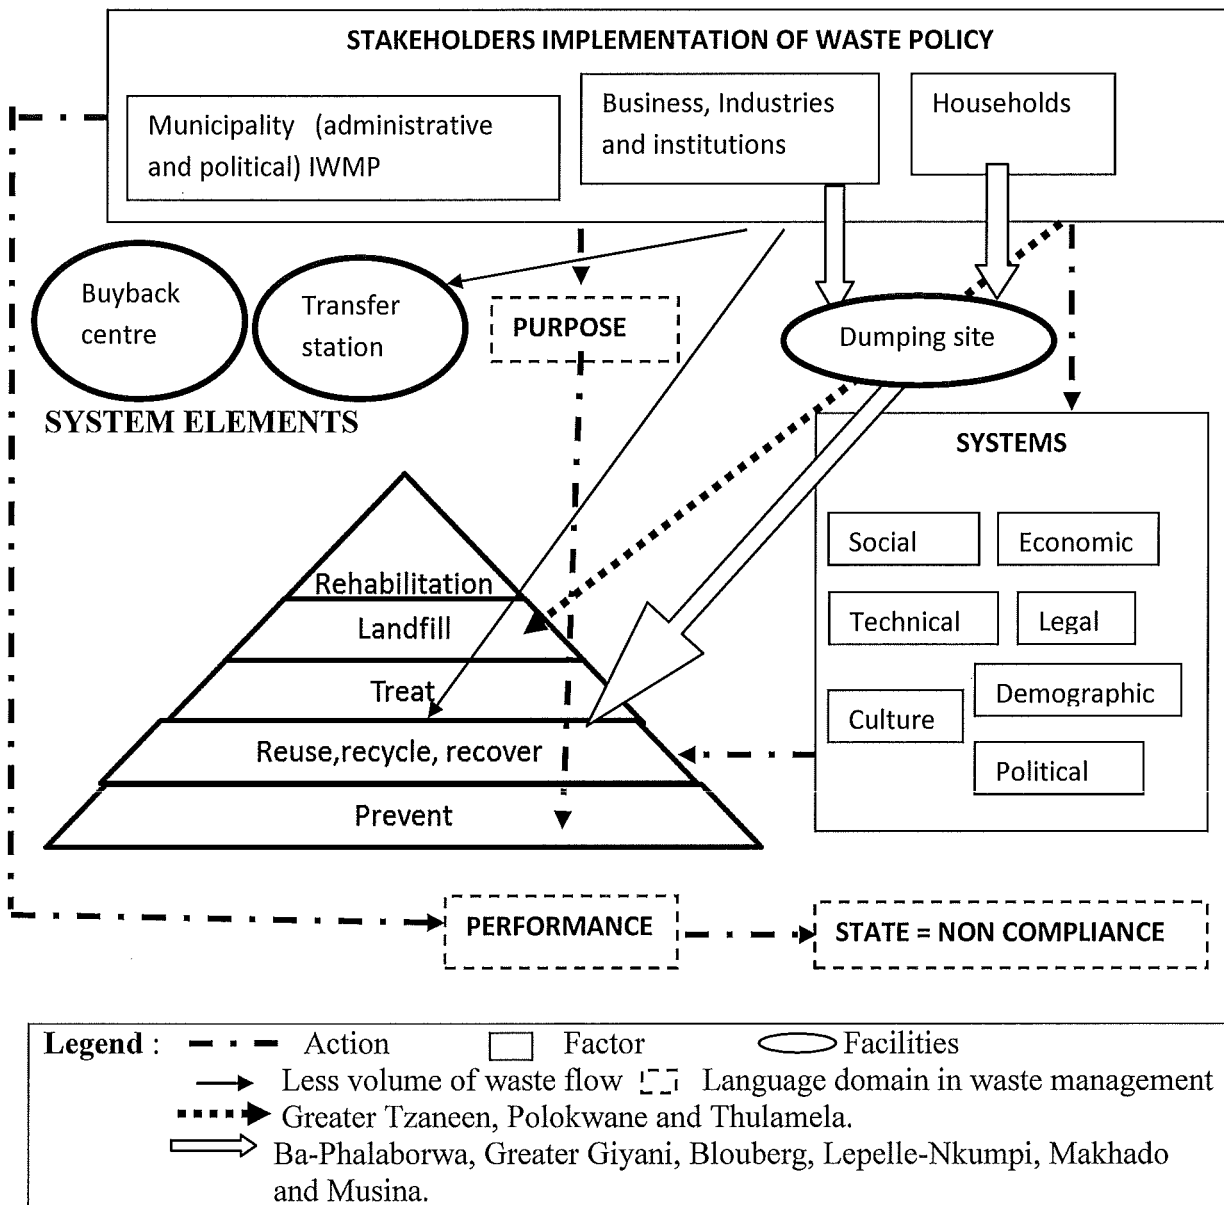 STAKEHOLDERS IMPLEMENTATION OF WASTE POLICY
Municipality (administrative
and political) IWMP
Business, Industries
and institutions
Households
Buyback
centre
Transfer
station
PURPOSE
Dumping site
SYSTEM ELEMENTS
SYSTEMS
Social
Economic
Technical
Legal
Demographic
Culture
Political
Rehabilitation
Landfill
Treat
Reuse,recycle, recover
Prevent
PERFORMANCE
STATE = NON COMPLIANCE
Legend : Action Factor Facilities
Less volume of waste flow Language domain in waste management
Greater Tzaneen, Polokwane and Thulamela.
Ba-Phalaborwa, Greater Giyani, Blouberg, Lepelle-Nkumpi, Makhado
and Musina.